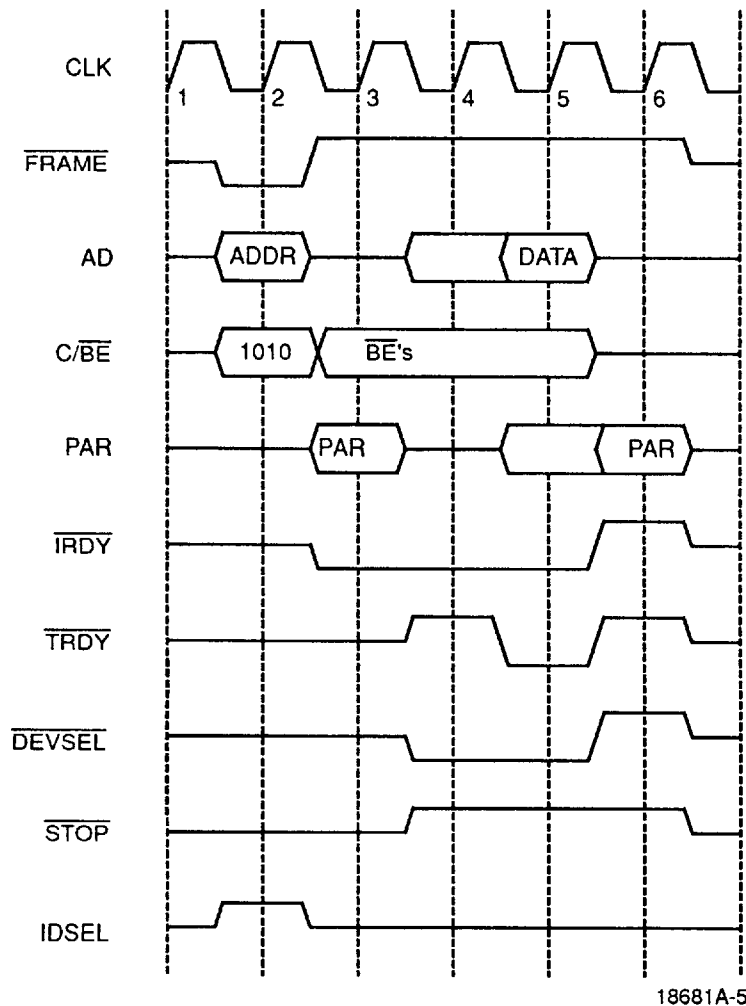 CLK
1 2 3 4 5 6
FRAME
AD ADDR DATA
C/BE 1010 BE's
PAR PAR PAR
IRDY
TRDY
DEVSEL
STOP
IDSEL
18681A-5